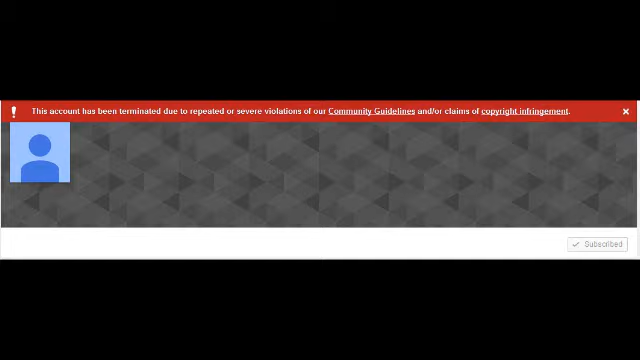 This account has been terminated due to repeated or severe violations of our Community Guidelines and/or claims of copyright infringement.
Subscribed